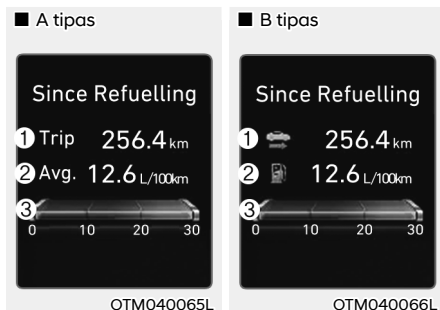 ■ A tipas
Since Refuelling
① Trip 256.4 km
② Avg. 12.6 L/100km
③
0 10 20 30
OTM040065L
■ B tipas
Since Refuelling
① 256.4 km
② 12.6 L/100km
③
0 10 20 30
OTM040066L